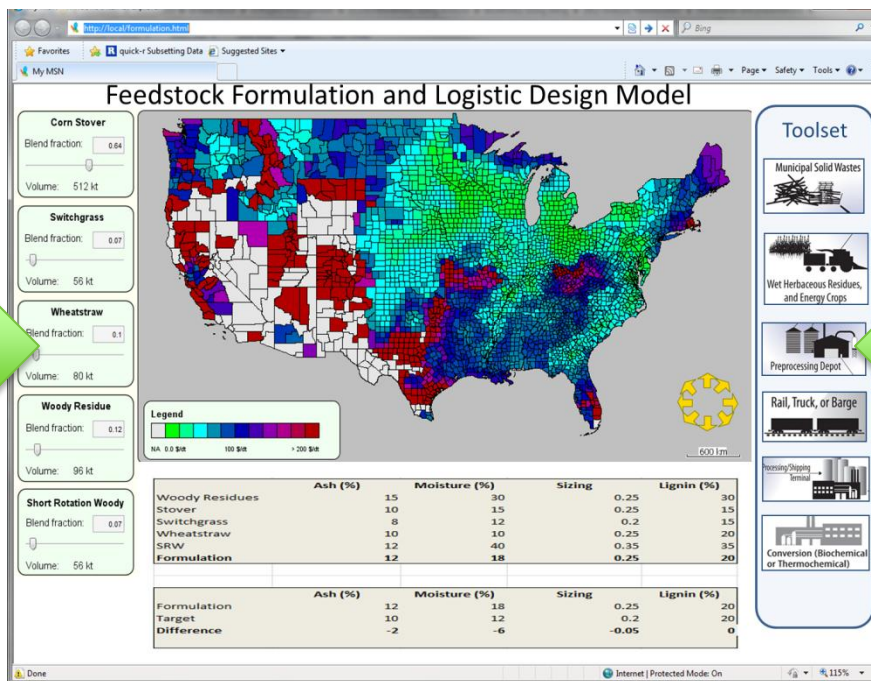 http://local/formulation.html
Bing
Favorites
quick-r Subsetting Data
Suggested Sites
My MSN
Page
Safety
Tools
Feedstock Formulation and Logistic Design Model
Corn Stover
Blend fraction: 0.64
Volume: 512 kt
Switchgrass
Blend fraction: 0.07
Volume: 56 kt
Wheatstraw
Blend fraction: 0.1
Volume: 80 kt
Woody Residue
Blend fraction: 0.12
Volume: 96 kt
Short Rotation Woody
Blend fraction: 0.07
Volume: 56 kt
Legend
NA 0.0 $/dt 100 $/dt > 200 $/dt
600 km
Ash (%) Moisture (%) Sizing Lignin (%)
Woody Residues 15 30 0.25 30
Stover 10 15 0.25 15
Switchgrass 8 12 0.2 15
Wheatstraw 10 10 0.25 20
SRW 12 40 0.35 35
Formulation 12 18 0.25 20
Ash (%) Moisture (%) Sizing Lignin (%)
Formulation 12 18 0.25 20
Target 10 12 0.2 20
Difference -2 -6 -0.05 0
Toolset
Municipal Solid Wastes
Wet Herbaceous Residues,
and Energy Crops
Preprocessing Depot
Rail, Truck, or Barge
Processing/Shipping
Terminal
Conversion (Biochemical
or Thermochemical)
Done
Internet | Protected Mode: On
115%